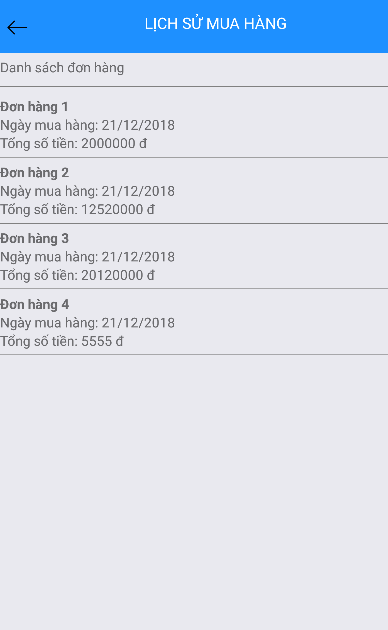 LỊCH SỬ MUA HÀNG
Danh sách đơn hàng
Đơn hàng 1
Ngày mua hàng: 21/12/2018
Tổng số tiền: 2000000 đ
Đơn hàng 2
Ngày mua hàng: 21/12/2018
Tổng số tiền: 12520000 đ
Đơn hàng 3
Ngày mua hàng: 21/12/2018
Tổng số tiền: 20120000 đ
Đơn hàng 4
Ngày mua hàng: 21/12/2018
Tổng số tiền: 5555 đ